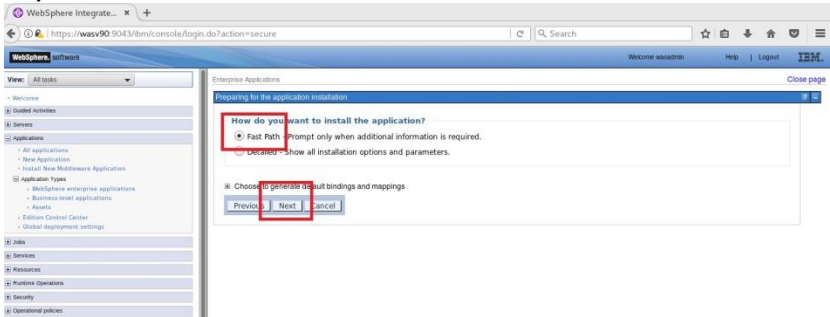 WebSphere Integrate... × +
https://wasv90:9043/ibm/console/login.do?action=secure
Search
WebSphere. software
Welcome wasadmin Help | Logout IBM.
View: All tasks
Enterprise Applications
Close page
Welcome
Guided Activities
Servers
Applications
All applications
New Application
Install New Middleware Application
Application Types
WebSphere enterprise applications
Business-level applications
Assets
Edition Control Center
Global deployment settings
Jobs
Services
Resources
Runtime Operations
Security
Operational policies
Preparing for the application installation ? -
How do you want to install the application?
Fast Path - Prompt only when additional information is required.
Detailed - Show all installation options and parameters.
Choose to generate default bindings and mappings
Previous Next Cancel